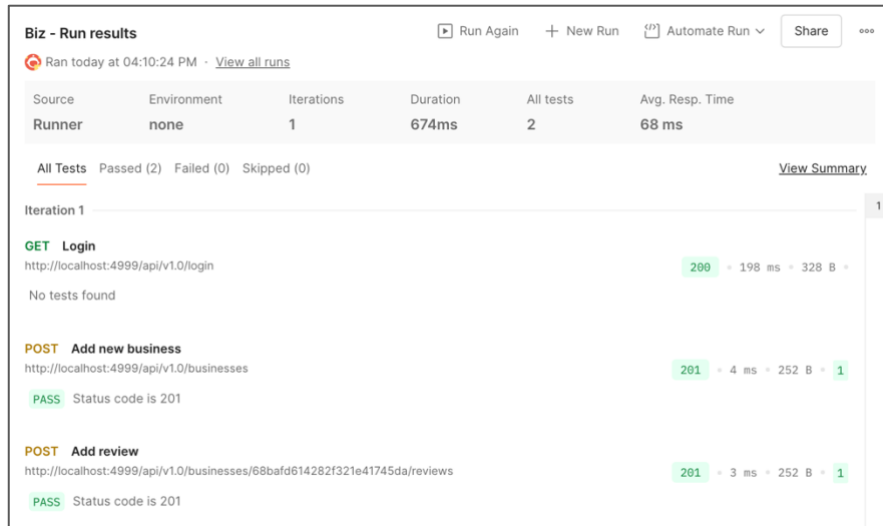 Biz - Run results
Run Again
New Run
Automate Run
Share
Ran today at 04:10:24 PM · View all runs
Source Environment Iterations Duration All tests Avg. Resp. Time
Runner none 1 674ms 2 68 ms
All Tests Passed (2) Failed (0) Skipped (0) View Summary
Iteration 1
1
GET Login
http://localhost:4999/api/v1.0/login
200 • 198 ms • 328 B •
No tests found
POST Add new business
http://localhost:4999/api/v1.0/businesses
201 • 4 ms • 252 B • 1
PASS Status code is 201
POST Add review
http://localhost:4999/api/v1.0/businesses/68bafd614282f321e41745da/reviews
201 • 3 ms • 252 B • 1
PASS Status code is 201